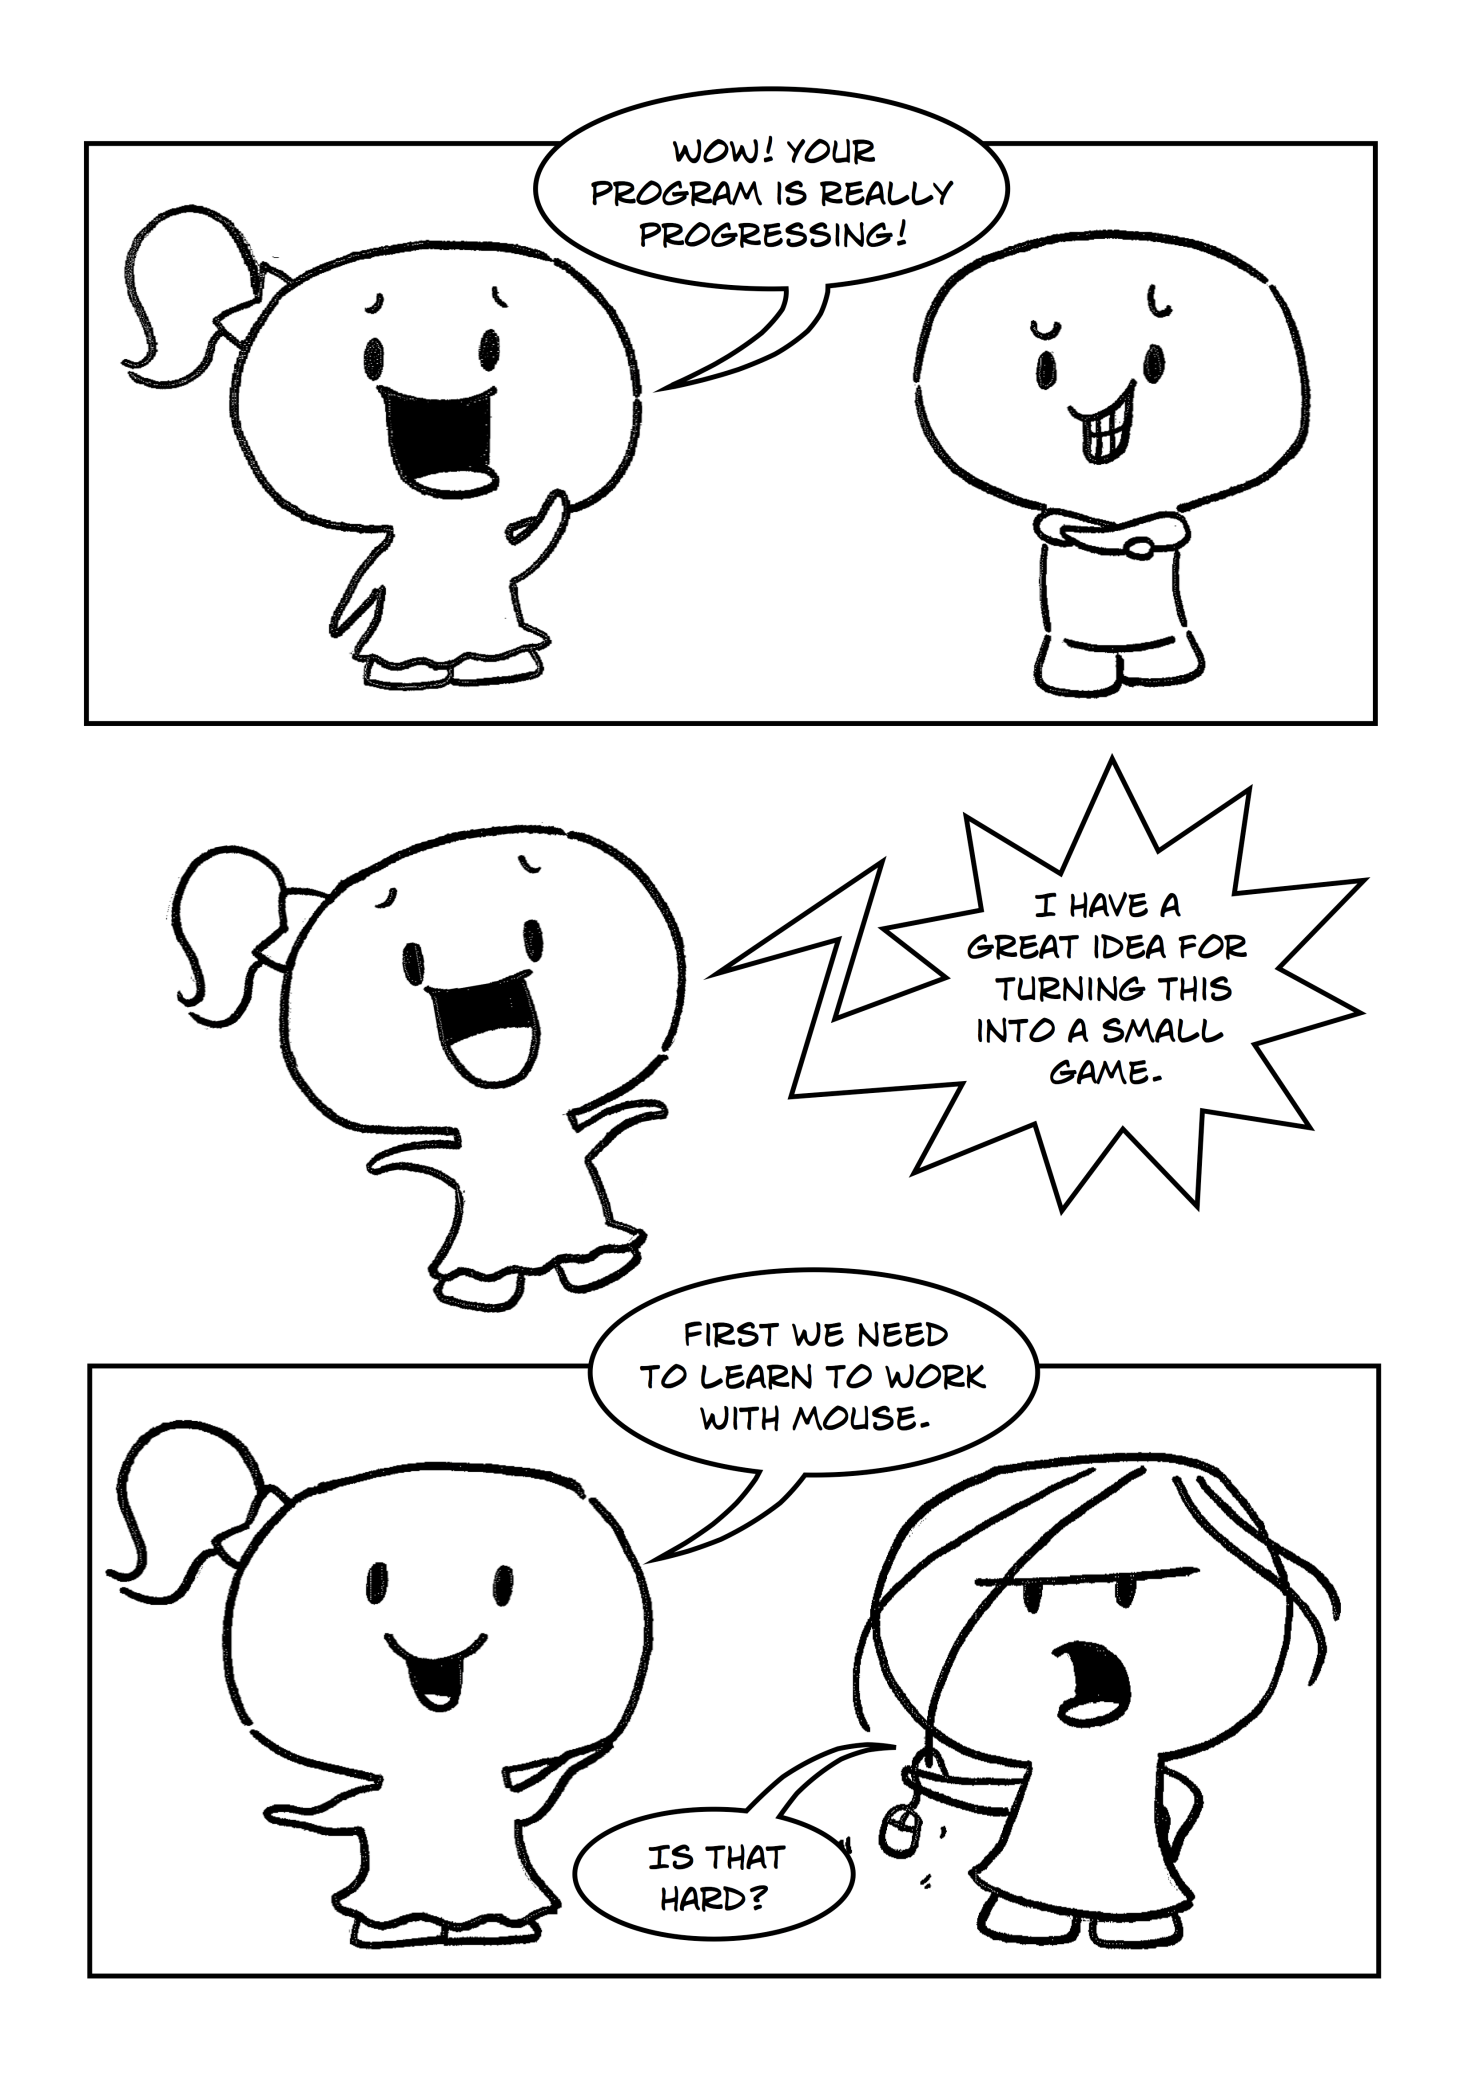 WOW! YOUR
PROGRAM IS REALLY
PROGRESSING!
I HAVE A
GREAT IDEA FOR
TURNING THIS
INTO A SMALL
GAME.
FIRST WE NEED
TO LEARN TO WORK
WITH MOUSE.
IS THAT
HARD?